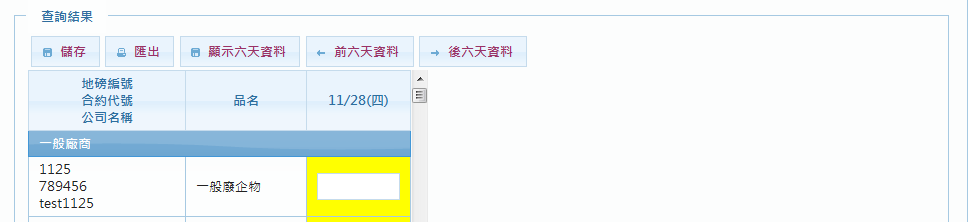 查詢結果
儲存 匯出 顯示六天資料 前六天資料 後六天資料
地磅編號
合約代號
公司名稱
品名
11/28(四)
一般廠商
1125
789456
test1125
一般廢企物